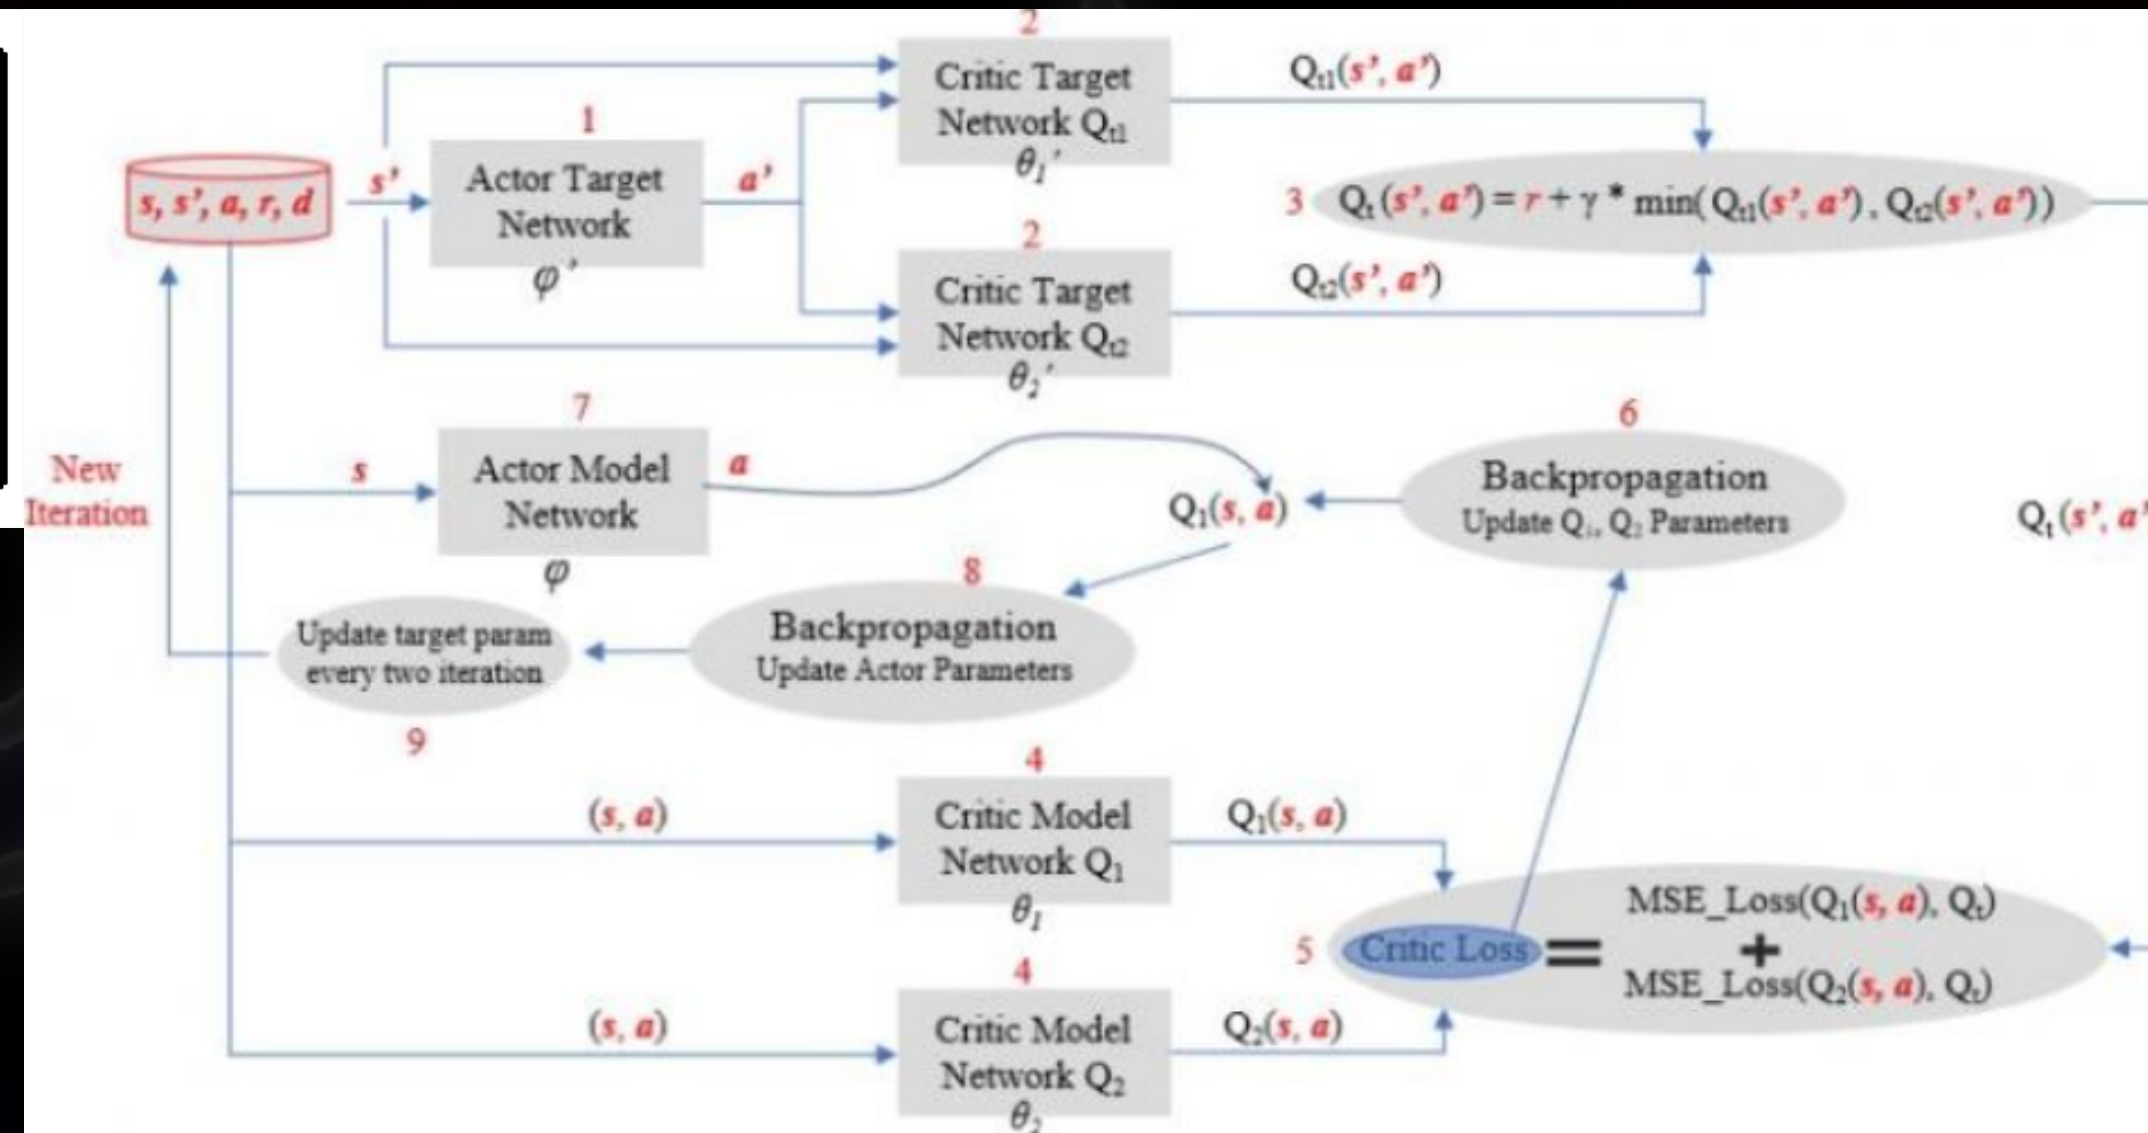 2
Critic Target
Network Qt1
θ1'
Qt1(s', a')
1
Actor Target
Network
φ'
s, s', a, r, d
s'
a'
3
Qt (s', a') = r + γ * min( Qt1(s', a') , Qt2(s', a'))
2
Critic Target
Network Qt2
θ2'
Qt2(s', a')
7
Actor Model
Network
φ
s
a
New
Iteration
Q1(s, a)
6
Backpropagation
Update Q1, Q2 Parameters
Qt (s', a'
8
Backpropagation
Update Actor Parameters
Update target param
every two iteration
9
4
Critic Model
Network Q1
θ1
(s, a)
Q1(s, a)
5
Critic Loss =
MSE_Loss(Q1(s, a), Qt)
+
MSE_Loss(Q2(s, a), Qt)
4
Critic Model
Network Q2
θ2
(s, a)
Q2(s, a)